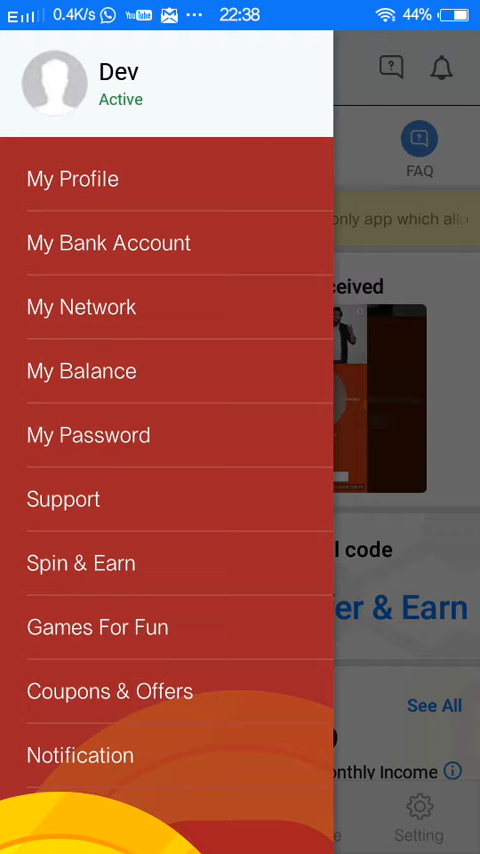 0.4K/s
22:38
44%
Dev
Active
FAQ
My Profile
only app which
My Bank Account
My Network
My Balance
My Password
Support
l code
Spin & Earn
er & Earn
Games For Fun
Coupons & Offers
See All
Notification
onthly Income
Setting